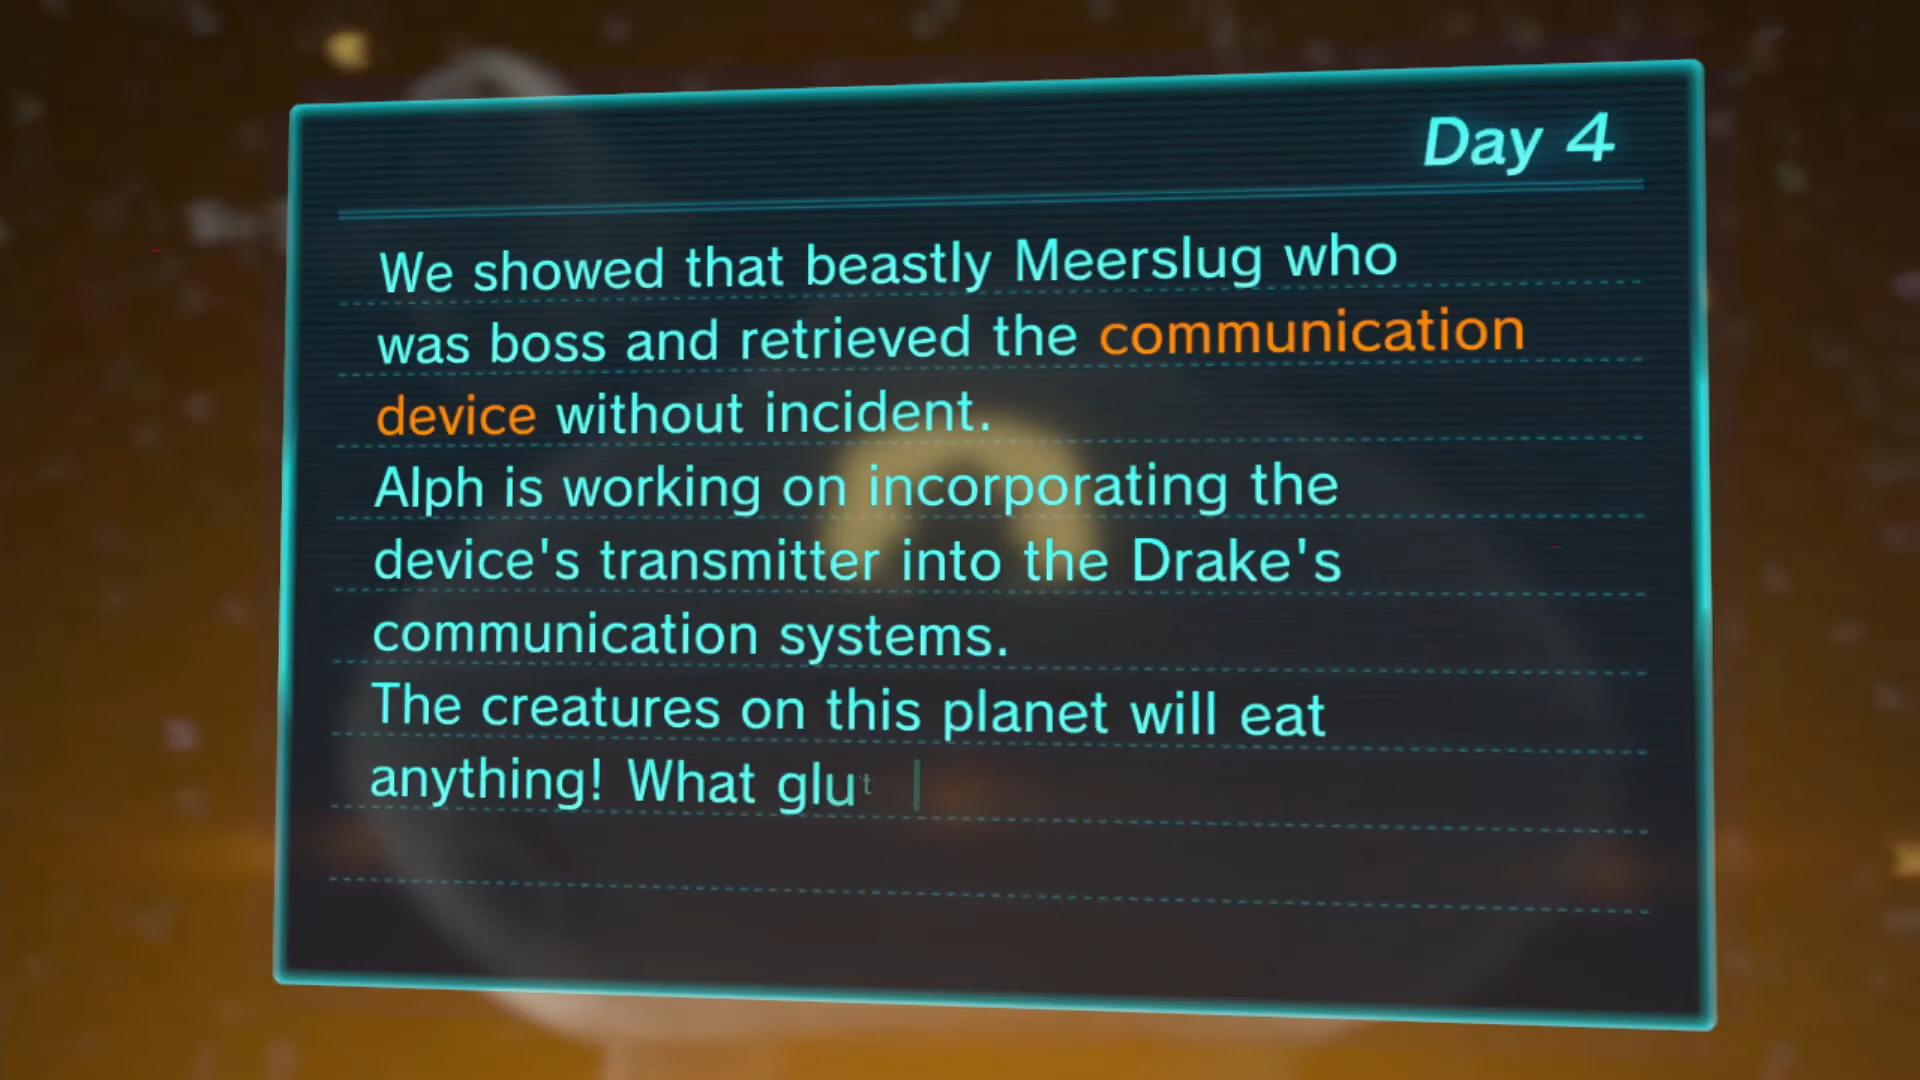 Day 4
We showed that beastly Meerslug who
was boss and retrieved the communication
device without incident.
Alph is working on incorporating the
device's transmitter into the Drake's
communication systems.
The creatures on this planet will eat
anything! What glut